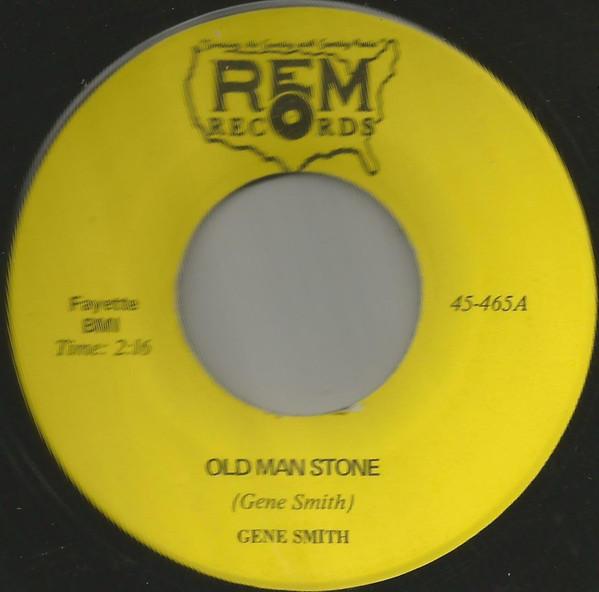 REM
RECORDS
Fayette
BMI
Time: 2:16
45-465A
OLD MAN STONE
(Gene Smith)
GENE SMITH